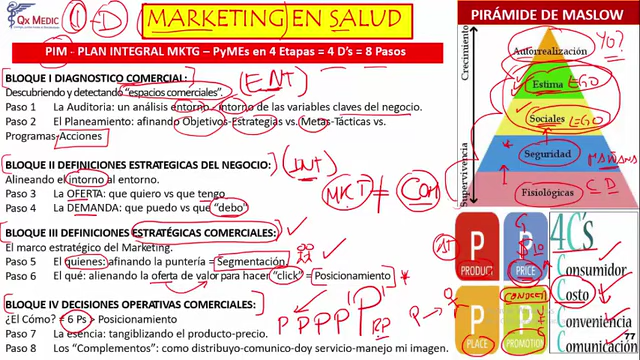 Qx MEDIC
MARKETING EN SALUD
PIM - PLAN INTEGRAL MKTG – PyMEs en 4 Etapas = 4 D's = 8 Pasos
BLOQUE I DIAGNOSTICO COMERCIAL:
Descubriendo y detectando “espacios comerciales”.
Paso 1 La Auditoria: un análisis entorno – intorno de las variables claves del negocio.
Paso 2 El Planeamiento: afinando Objetivos-Estrategias vs. Metas-Tácticas vs.
Programas-Acciones
BLOQUE II DEFINICIONES ESTRATEGICAS DEL NEGOCIO:
Alineando el intorno al entorno.
Paso 3 La OFERTA: que quiero vs que tengo
Paso 4 La DEMANDA: que puedo vs que “debo”
BLOQUE III DEFINICIONES ESTRATÉGICAS COMERCIALES:
El marco estratégico del Marketing.
Paso 5 El quienes: afinando la puntería = Segmentación
Paso 6 El qué: alienando la oferta de valor para hacer “click” = Posicionamiento
BLOQUE IV DECISIONES OPERATIVAS COMERCIALES:
¿El Cómo? = 6 Ps > Posicionamiento
Paso 7 La esencia: tangiblizando el producto-precio.
Paso 8 Los “Complementos”: como distribuyo-comunico-doy servicio-manejo mi imagen.
1 - D
ENT
INT
MKT ≠ COM
P P P P P
RP
P →
PIRÁMIDE DE MASLOW
Crecimiento
Supervivencia
Autorrealización
YO?
Estima
EGO
Sociales
EGO
Seguridad
MAÑANA
Fisiológicas
C D
P
PRODUCT
P
PRICE
P
PLACE
P
PROMOTION
4C's
Consumidor
Costo
Conveniencia
Comunicación